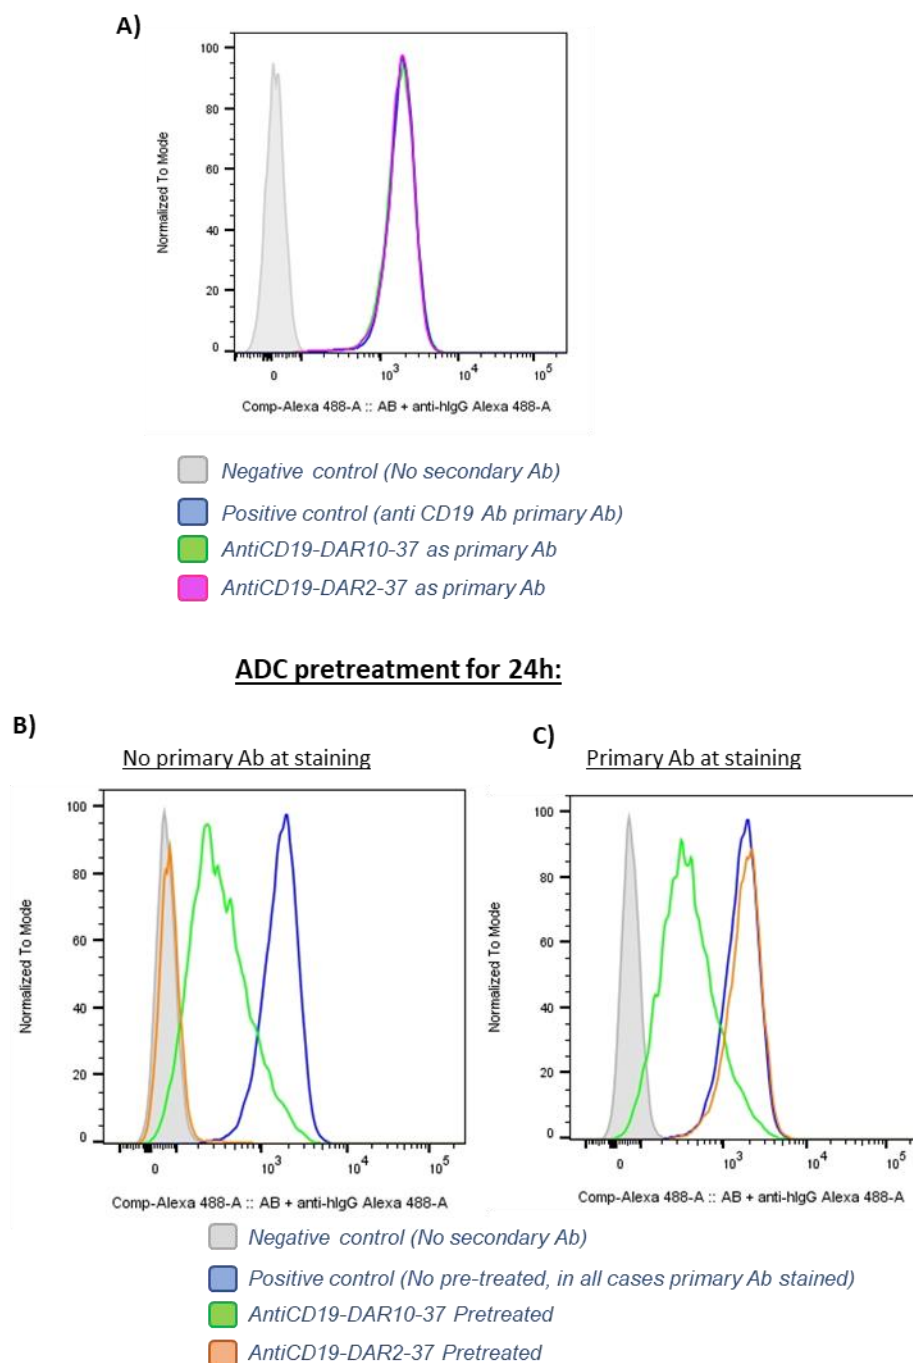 A)
100
80
60
40
20
0
Normalized To Mode
0
10^3
10^4
10^5
Comp-Alexa 488-A :: AB + anti-hIgG Alexa 488-A
Negative control (No secondary Ab)
Positive control (anti CD19 Ab primary Ab)
AntiCD19-DAR10-37 as primary Ab
AntiCD19-DAR2-37 as primary Ab
ADC pretreatment for 24h:
B)
No primary Ab at staining
100
80
60
40
20
0
Normalized To Mode
0
10^3
10^4
10^5
Comp-Alexa 488-A :: AB + anti-hIgG Alexa 488-A
C)
Primary Ab at staining
100
80
60
40
20
0
Normalized To Mode
0
10^3
10^4
10^5
Comp-Alexa 488-A :: AB + anti-hIgG Alexa 488-A
Negative control (No secondary Ab)
Positive control (No pre-treated, in all cases primary Ab stained)
AntiCD19-DAR10-37 Pretreated
AntiCD19-DAR2-37 Pretreated